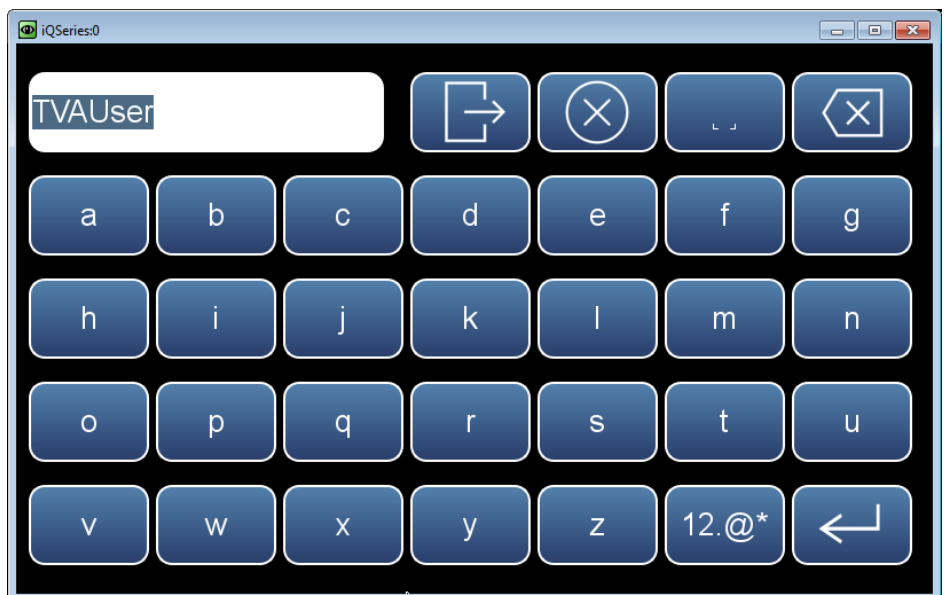 iQSeries:0
TVAUser
a b c d e f g
h i j k l m n
o p q r s t u
v w x y z 12.@*